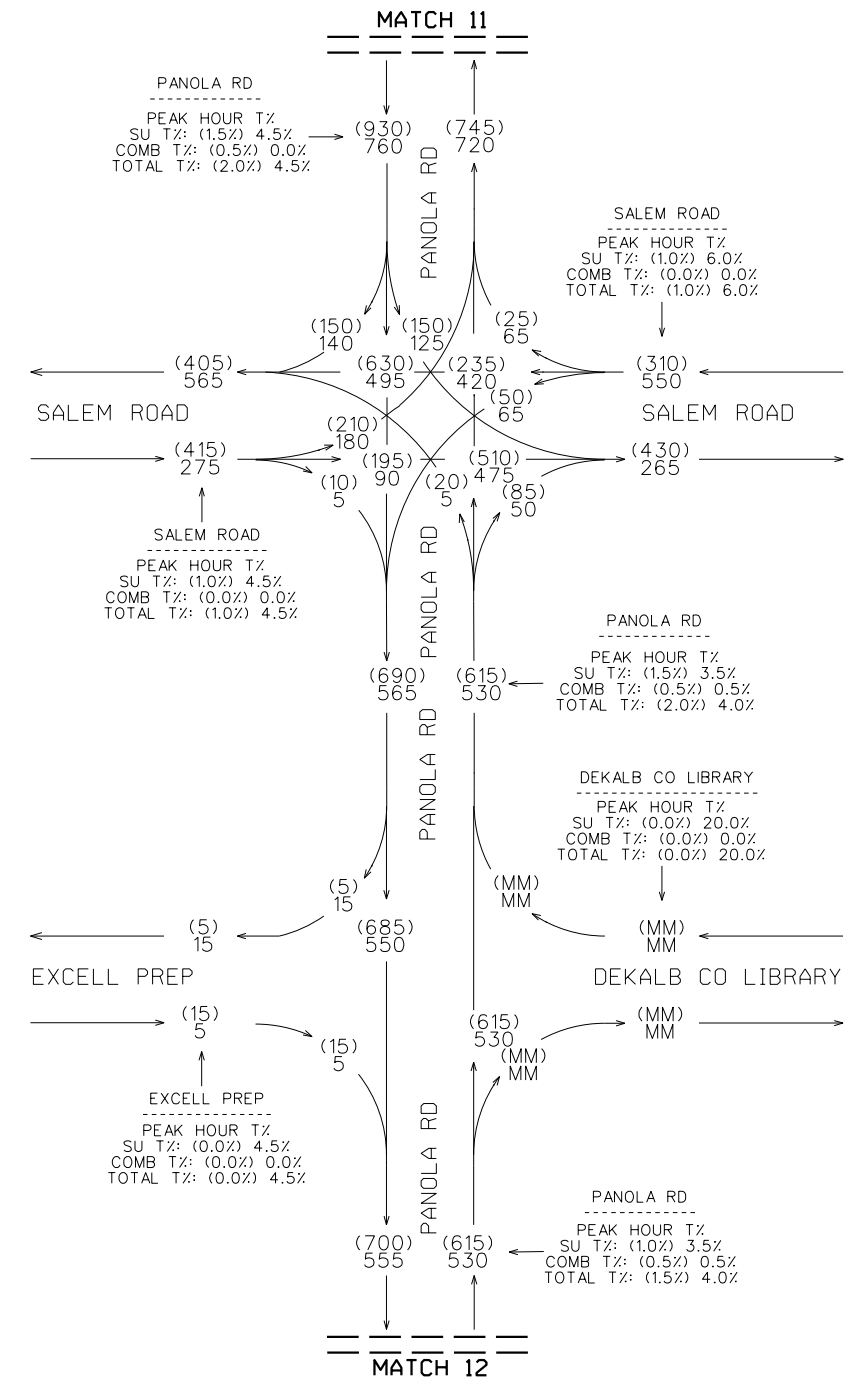 MATCH 11
PANOLA RD
PEAK HOUR T%
SU T%: (1.5%) 4.5%
COMB T%: (0.5%) 0.0%
TOTAL T%: (2.0%) 4.5%
(930)
760
(745)
720
PANOLA RD
SALEM ROAD
PEAK HOUR T%
SU T%: (1.0%) 6.0%
COMB T%: (0.0%) 0.0%
TOTAL T%: (1.0%) 6.0%
(150)
140
(150)
125
(25)
65
(405)
565
(630)
495
(235)
420
(310)
550
(50)
65
SALEM ROAD
SALEM ROAD
(210)
180
(415)
275
(195)
90
(510)
475
(430)
265
(10)
5
(20)
5
(85)
50
SALEM ROAD
PEAK HOUR T%
SU T%: (1.0%) 4.5%
COMB T%: (0.0%) 0.0%
TOTAL T%: (1.0%) 4.5%
PANOLA RD
PANOLA RD
PEAK HOUR T%
SU T%: (1.5%) 3.5%
COMB T%: (0.5%) 0.5%
TOTAL T%: (2.0%) 4.0%
(690)
565
(615)
530
PANOLA RD
DEKALB CO LIBRARY
PEAK HOUR T%
SU T%: (0.0%) 20.0%
COMB T%: (0.0%) 0.0%
TOTAL T%: (0.0%) 20.0%
(5)
15
(MM)
MM
(5)
15
(685)
550
(MM)
MM
EXCELL PREP
DEKALB CO LIBRARY
(15)
5
(615)
530
(MM)
MM
(15)
5
(MM)
MM
EXCELL PREP
PEAK HOUR T%
SU T%: (0.0%) 4.5%
COMB T%: (0.0%) 0.0%
TOTAL T%: (0.0%) 4.5%
PANOLA RD
PANOLA RD
PEAK HOUR T%
SU T%: (1.0%) 3.5%
COMB T%: (0.5%) 0.5%
TOTAL T%: (1.5%) 4.0%
(700)
555
(615)
530
MATCH 12